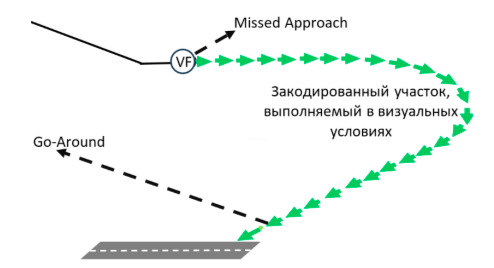 Missed Approach
VF
Закодированный участок,
выполняемый в визуальных
условиях
Go-Around